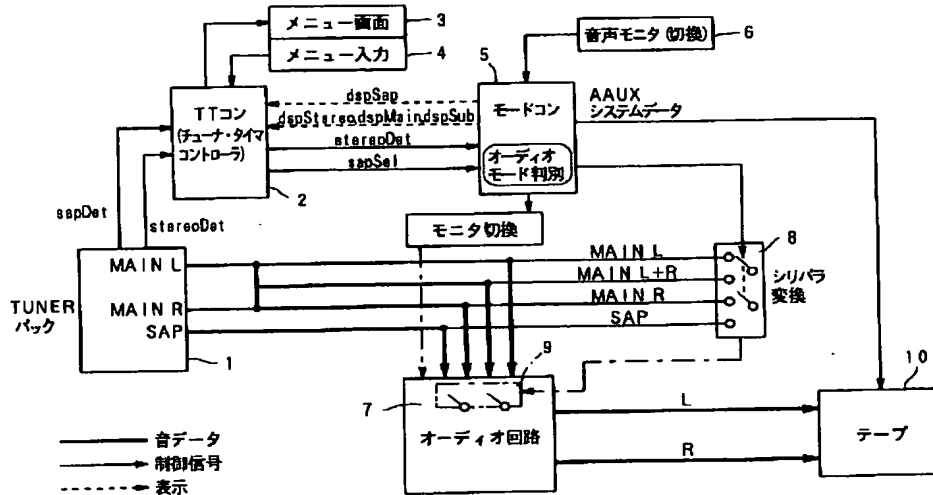 メニュー画面
3
メニュー入力
4
音声モニタ(切換)
6
5
TTコン
(チューナ・タイマ
コントローラ)
2
dspSap
dspStereo,dspMain,dspSub
stereoDet
sapSel
モードコン
オーディオ
モード判別
AAUX
システムデータ
sapDet
stereoDet
モニタ切換
8
シリパラ
変換
TUNER
パック
MAIN L
MAIN R
SAP
1
MAIN L
MAIN L+R
MAIN R
SAP
9
7
オーディオ回路
L
R
10
テープ
音データ
制御信号
表示